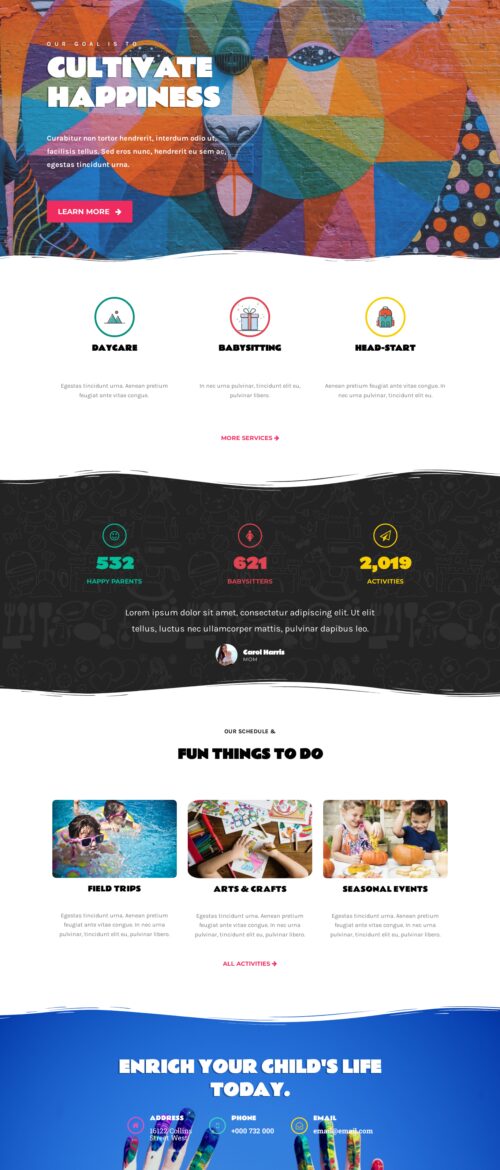 OUR GOAL IS TO
CULTIVATE
HAPPINESS
Curabitur non tortor hendrerit, interdum odio ut,
facilisis tellus. Sed eros nunc, hendrerit eu sem ac,
egestas tincidunt urna.
LEARN MORE
DAYCARE
BABYSITTING
HEAD-START
Egestas tincidunt urna. Aenean pretium
feugiat ante vitae congue.
In nec urna pulvinar, tincidunt elit eu,
pulvinar libero.
Aenean pretium feugiat ante vitae congue. In
nec urna pulvinar, tincidunt elit eu.
MORE SERVICES
532
HAPPY PARENTS
621
BABYSITTERS
2,019
ACTIVITIES
Lorem ipsum dolor sit amet, consectetur adipiscing elit. Ut elit
tellus, luctus nec ullamcorper mattis, pulvinar dapibus leo.
Carol Harris
MOM
OUR SCHEDULE &
FUN THINGS TO DO
FIELD TRIPS
ARTS & CRAFTS
SEASONAL EVENTS
Egestas tincidunt urna. Aenean pretium
feugiat ante vitae congue. In nec urna
pulvinar, tincidunt elit eu, pulvinar libero.
Egestas tincidunt urna. Aenean pretium
feugiat ante vitae congue. In nec urna
pulvinar, tincidunt elit eu, pulvinar libero.
Egestas tincidunt urna. Aenean pretium
feugiat ante vitae congue. In nec urna
pulvinar, tincidunt elit eu, pulvinar libero.
ALL ACTIVITIES
ENRICH YOUR CHILD'S LIFE
TODAY.
ADDRESS
16122 Collins
Street West
PHONE
+000 732 000
EMAIL
email@email.com